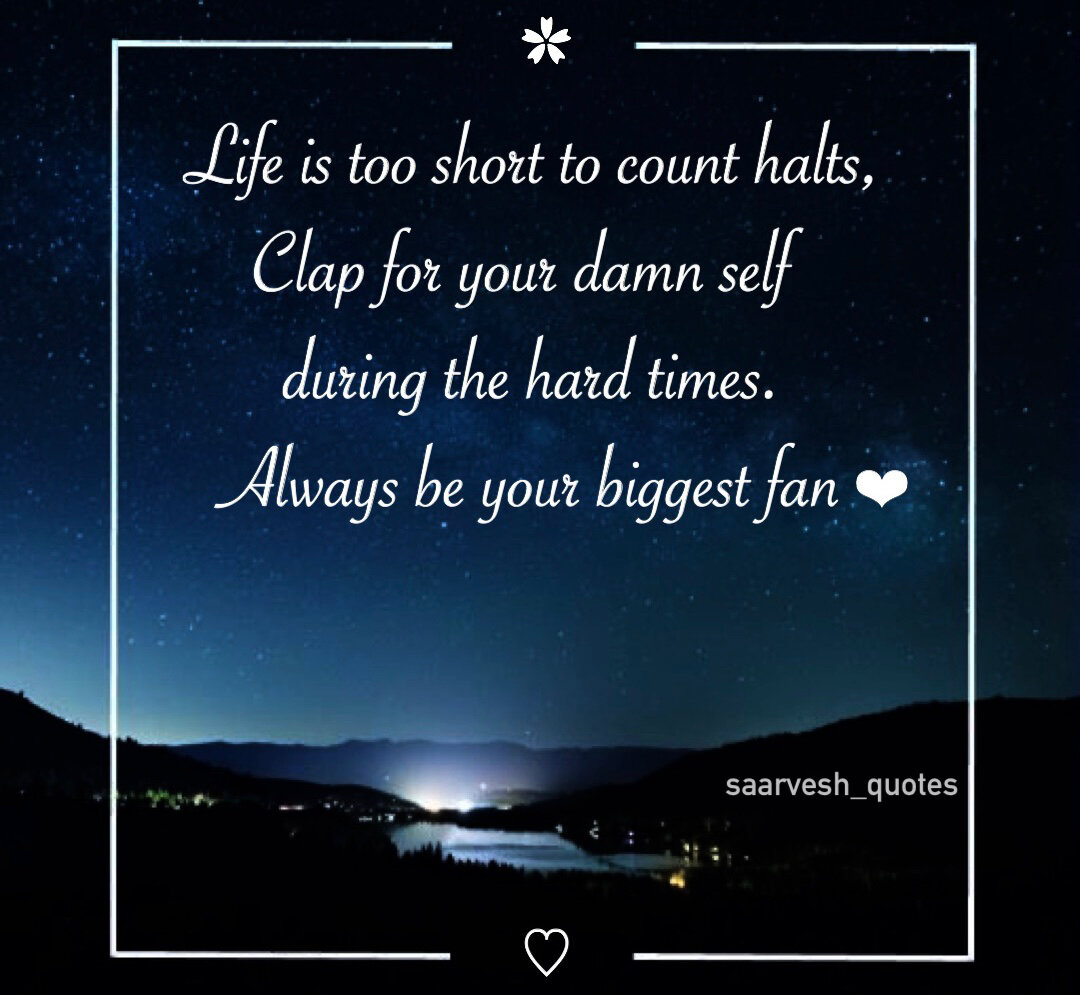 Life is too short to count halts,
Clap for your damn self
during the hard times.
Always be your biggest fan ❤
saarvesh_quotes